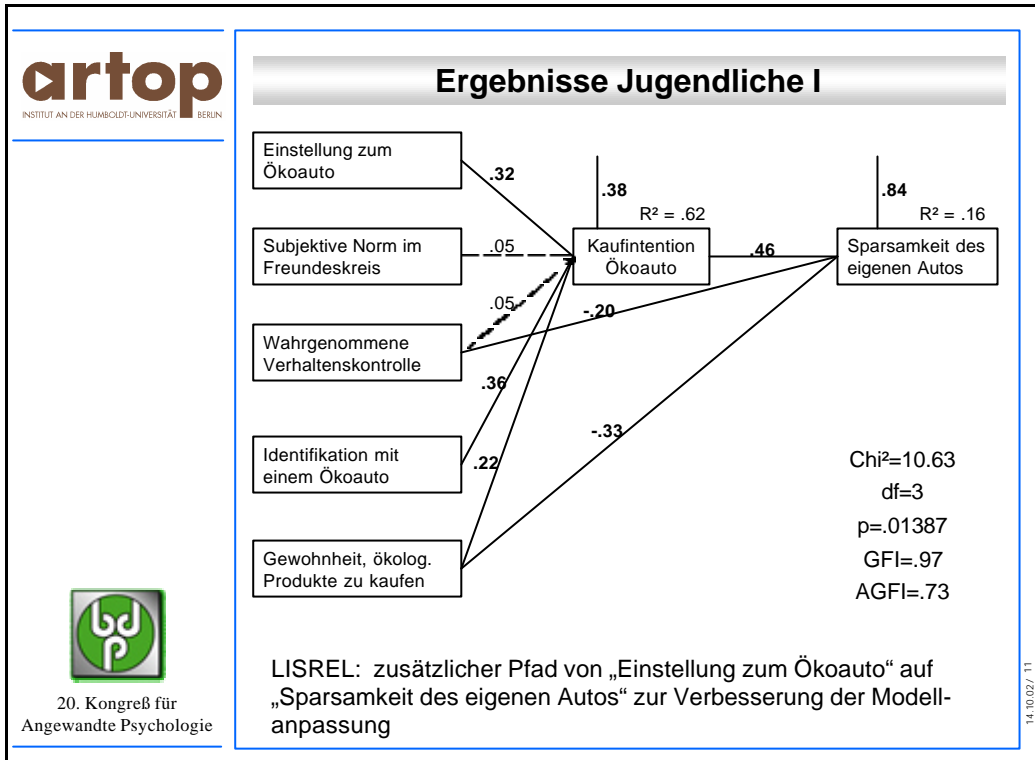 artop
INSTITUT AN DER HUMBOLDT-UNIVERSITÄT BERLIN
Ergebnisse Jugendliche I
Einstellung zum
Ökoauto
.32
.38
R² = .62
.84
R² = .16
Subjektive Norm im
Freundeskreis
.05
Kaufintention
Ökoauto
.46
Sparsamkeit des
eigenen Autos
.05
-.20
Wahrgenommene
Verhaltenskontrolle
.36
-.33
Identifikation mit
einem Ökoauto
.22
Gewohnheit, ökolog.
Produkte zu kaufen
Chi²=10.63
df=3
p=.01387
GFI=.97
AGFI=.73
LISREL: zusätzlicher Pfad von „Einstellung zum Ökoauto“ auf
„Sparsamkeit des eigenen Autos“ zur Verbesserung der Modell-
anpassung
bdp
20. Kongreß für
Angewandte Psychologie
14.10.02 / 11